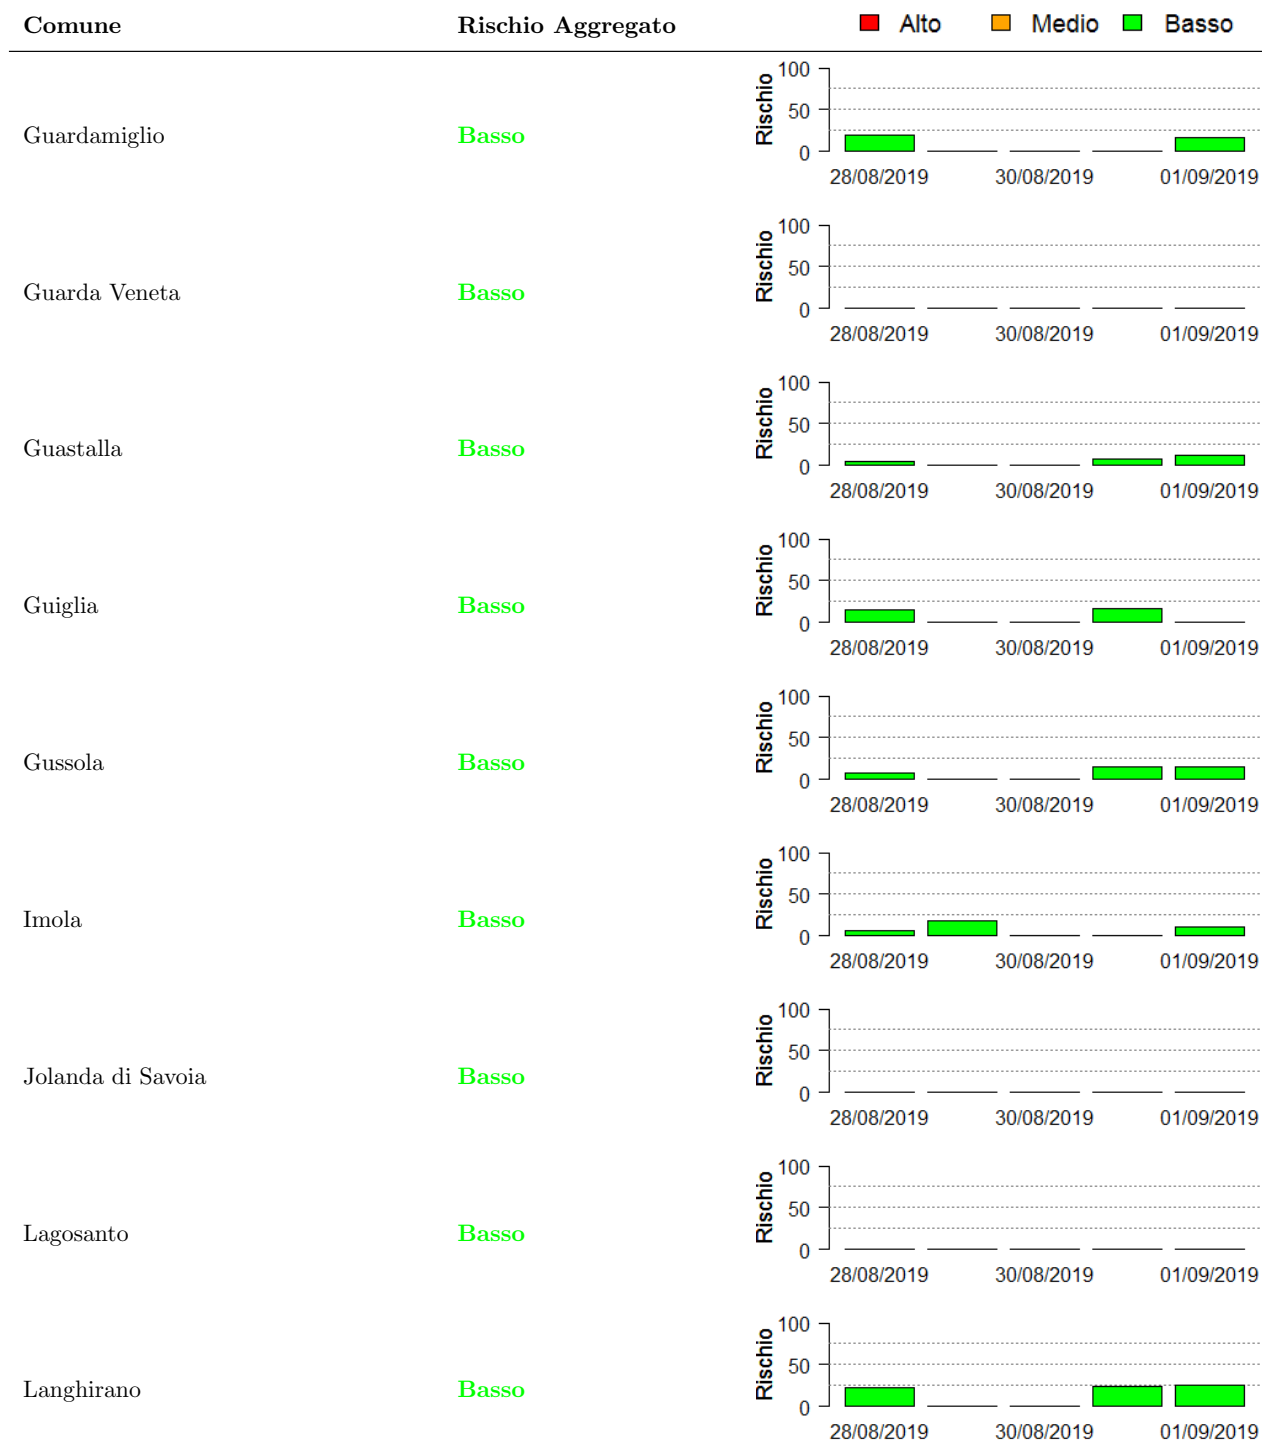 Comune Rischio Aggregato Alto Medio Basso
Guardamiglio Basso
Rischio
100
50
0
28/08/2019 30/08/2019 01/09/2019
Guarda Veneta Basso
Rischio
100
50
0
28/08/2019 30/08/2019 01/09/2019
Guastalla Basso
Rischio
100
50
0
28/08/2019 30/08/2019 01/09/2019
Guiglia Basso
Rischio
100
50
0
28/08/2019 30/08/2019 01/09/2019
Gussola Basso
Rischio
100
50
0
28/08/2019 30/08/2019 01/09/2019
Imola Basso
Rischio
100
50
0
28/08/2019 30/08/2019 01/09/2019
Jolanda di Savoia Basso
Rischio
100
50
0
28/08/2019 30/08/2019 01/09/2019
Lagosanto Basso
Rischio
100
50
0
28/08/2019 30/08/2019 01/09/2019
Langhirano Basso
Rischio
100
50
0
28/08/2019 30/08/2019 01/09/2019